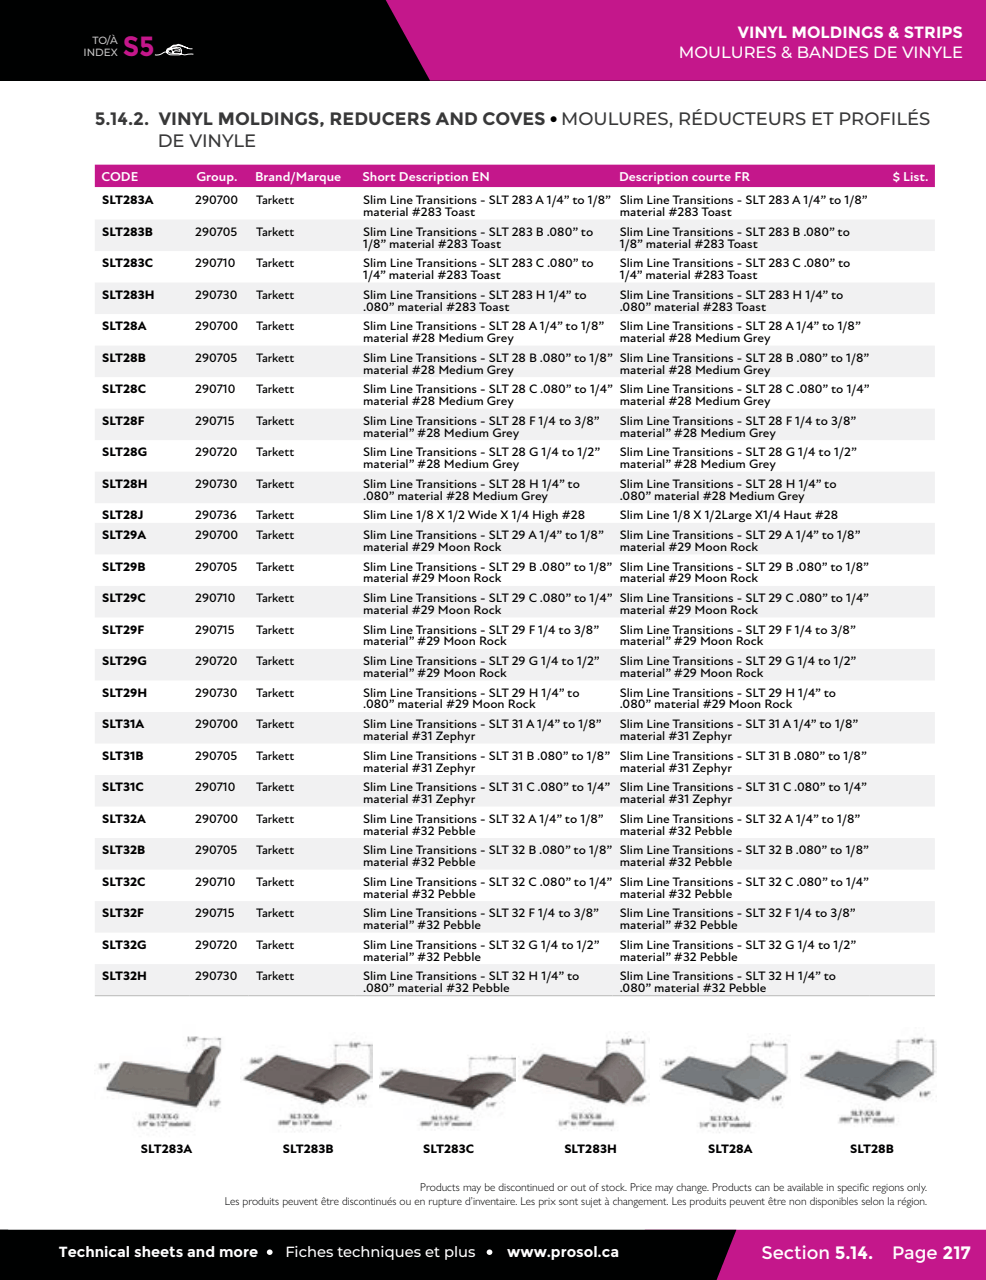 TO/À
INDEX S5
VINYL MOLDINGS & STRIPS
MOULURES & BANDES DE VINYLE
5.14.2. VINYL MOLDINGS, REDUCERS AND COVES • MOULURES, RÉDUCTEURS ET PROFILÉS
DE VINYLE
CODE Group. Brand/Marque Short Description EN Description courte FR $ List.
SLT283A 290700 Tarkett Slim Line Transitions - SLT 283 A 1/4” to 1/8” Slim Line Transitions - SLT 283 A 1/4” to 1/8”
material #283 Toast material #283 Toast
SLT283B 290705 Tarkett Slim Line Transitions - SLT 283 B .080” to Slim Line Transitions - SLT 283 B .080” to
1/8” material #283 Toast 1/8” material #283 Toast
SLT283C 290710 Tarkett Slim Line Transitions - SLT 283 C .080” to Slim Line Transitions - SLT 283 C .080” to
1/4” material #283 Toast 1/4” material #283 Toast
SLT283H 290730 Tarkett Slim Line Transitions - SLT 283 H 1/4” to Slim Line Transitions - SLT 283 H 1/4” to
.080” material #283 Toast .080” material #283 Toast
SLT28A 290700 Tarkett Slim Line Transitions - SLT 28 A 1/4” to 1/8” Slim Line Transitions - SLT 28 A 1/4” to 1/8”
material #28 Medium Grey material #28 Medium Grey
SLT28B 290705 Tarkett Slim Line Transitions - SLT 28 B .080” to 1/8” Slim Line Transitions - SLT 28 B .080” to 1/8”
material #28 Medium Grey material #28 Medium Grey
SLT28C 290710 Tarkett Slim Line Transitions - SLT 28 C .080” to 1/4” Slim Line Transitions - SLT 28 C .080” to 1/4”
material #28 Medium Grey material #28 Medium Grey
SLT28F 290715 Tarkett Slim Line Transitions - SLT 28 F 1/4 to 3/8” Slim Line Transitions - SLT 28 F 1/4 to 3/8”
material” #28 Medium Grey material” #28 Medium Grey
SLT28G 290720 Tarkett Slim Line Transitions - SLT 28 G 1/4 to 1/2” Slim Line Transitions - SLT 28 G 1/4 to 1/2”
material” #28 Medium Grey material” #28 Medium Grey
SLT28H 290730 Tarkett Slim Line Transitions - SLT 28 H 1/4” to Slim Line Transitions - SLT 28 H 1/4” to
.080” material #28 Medium Grey .080” material #28 Medium Grey
SLT28J 290736 Tarkett Slim Line 1/8 X 1/2 Wide X 1/4 High #28 Slim Line 1/8 X 1/2Large X1/4 Haut #28
SLT29A 290700 Tarkett Slim Line Transitions - SLT 29 A 1/4” to 1/8” Slim Line Transitions - SLT 29 A 1/4” to 1/8”
material #29 Moon Rock material #29 Moon Rock
SLT29B 290705 Tarkett Slim Line Transitions - SLT 29 B .080” to 1/8” Slim Line Transitions - SLT 29 B .080” to 1/8”
material #29 Moon Rock material #29 Moon Rock
SLT29C 290710 Tarkett Slim Line Transitions - SLT 29 C .080” to 1/4” Slim Line Transitions - SLT 29 C .080” to 1/4”
material #29 Moon Rock material #29 Moon Rock
SLT29F 290715 Tarkett Slim Line Transitions - SLT 29 F 1/4 to 3/8” Slim Line Transitions - SLT 29 F 1/4 to 3/8”
material” #29 Moon Rock material” #29 Moon Rock
SLT29G 290720 Tarkett Slim Line Transitions - SLT 29 G 1/4 to 1/2” Slim Line Transitions - SLT 29 G 1/4 to 1/2”
material” #29 Moon Rock material” #29 Moon Rock
SLT29H 290730 Tarkett Slim Line Transitions - SLT 29 H 1/4” to Slim Line Transitions - SLT 29 H 1/4” to
.080” material #29 Moon Rock .080” material #29 Moon Rock
SLT31A 290700 Tarkett Slim Line Transitions - SLT 31 A 1/4” to 1/8” Slim Line Transitions - SLT 31 A 1/4” to 1/8”
material #31 Zephyr material #31 Zephyr
SLT31B 290705 Tarkett Slim Line Transitions - SLT 31 B .080” to 1/8” Slim Line Transitions - SLT 31 B .080” to 1/8”
material #31 Zephyr material #31 Zephyr
SLT31C 290710 Tarkett Slim Line Transitions - SLT 31 C .080” to 1/4” Slim Line Transitions - SLT 31 C .080” to 1/4”
material #31 Zephyr material #31 Zephyr
SLT32A 290700 Tarkett Slim Line Transitions - SLT 32 A 1/4” to 1/8” Slim Line Transitions - SLT 32 A 1/4” to 1/8”
material #32 Pebble material #32 Pebble
SLT32B 290705 Tarkett Slim Line Transitions - SLT 32 B .080” to 1/8” Slim Line Transitions - SLT 32 B .080” to 1/8”
material #32 Pebble material #32 Pebble
SLT32C 290710 Tarkett Slim Line Transitions - SLT 32 C .080” to 1/4” Slim Line Transitions - SLT 32 C .080” to 1/4”
material #32 Pebble material #32 Pebble
SLT32F 290715 Tarkett Slim Line Transitions - SLT 32 F 1/4 to 3/8” Slim Line Transitions - SLT 32 F 1/4 to 3/8”
material” #32 Pebble material” #32 Pebble
SLT32G 290720 Tarkett Slim Line Transitions - SLT 32 G 1/4 to 1/2” Slim Line Transitions - SLT 32 G 1/4 to 1/2”
material” #32 Pebble material” #32 Pebble
SLT32H 290730 Tarkett Slim Line Transitions - SLT 32 H 1/4” to Slim Line Transitions - SLT 32 H 1/4” to
.080” material #32 Pebble .080” material #32 Pebble
SLT283A SLT283B SLT283C SLT283H SLT28A SLT28B
Products may be discontinued or out of stock. Price may change. Products can be available in specific regions only.
Les produits peuvent être discontinués ou en rupture d’inventaire. Les prix sont sujet à changement. Les produits peuvent être non disponibles selon la région.
Technical sheets and more • Fiches techniques et plus • www.prosol.ca
Section 5.14. Page 217